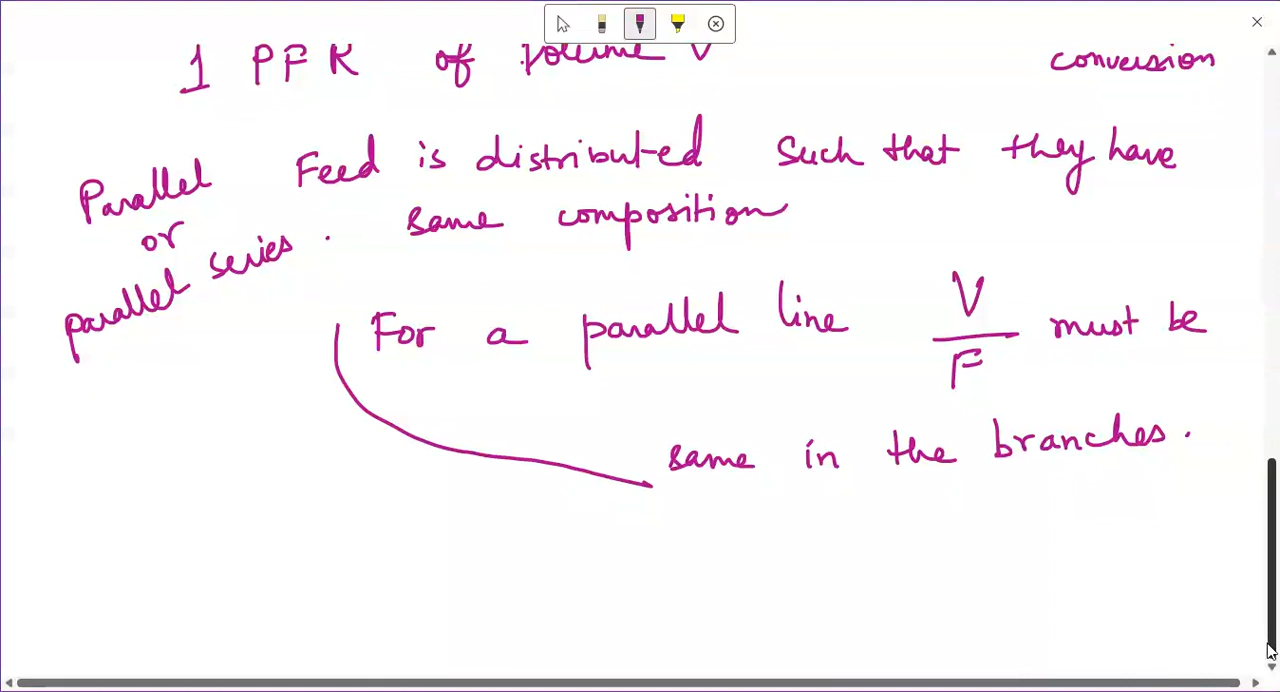 1 PFR of volume V conversion
Parallel Feed is distributed such that they have
or same composition
parallel series.
For a parallel line V/F must be
same in the branches.